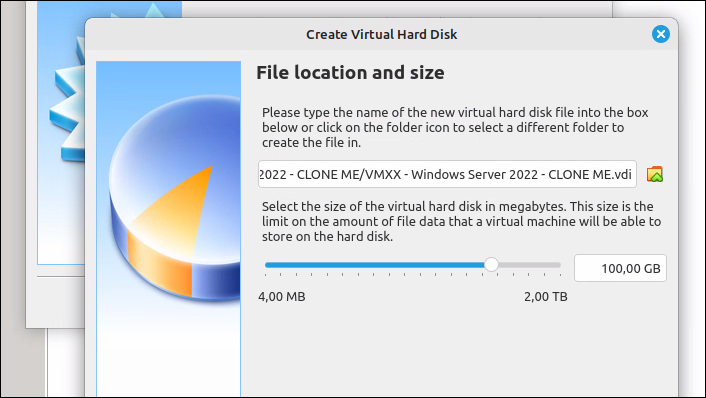 Create Virtual Hard Disk
File location and size
Please type the name of the new virtual hard disk file into the box
below or click on the folder icon to select a different folder to
create the file in.
2022 - CLONE ME/VMXX - Windows Server 2022 - CLONE ME.vdi
Select the size of the virtual hard disk in megabytes. This size is the
limit on the amount of file data that a virtual machine will be able to
store on the hard disk.
100,00 GB
4,00 MB 2,00 TB